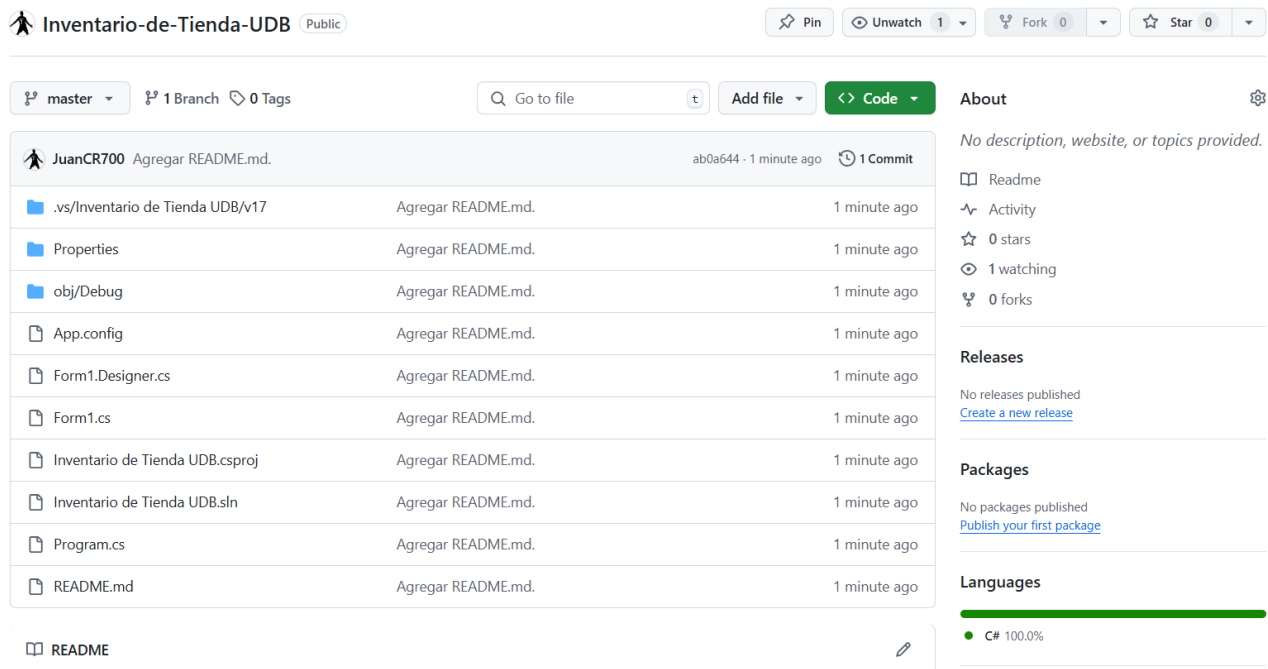 Inventario-de-Tienda-UDB Public Pin Unwatch 1 Fork 0 Star 0
master 1 Branch 0 Tags Go to file t Add file Code
JuanCR700 Agregar README.md. ab0a644 · 1 minute ago 1 Commit
.vs/Inventario de Tienda UDB/v17 Agregar README.md. 1 minute ago
Properties Agregar README.md. 1 minute ago
obj/Debug Agregar README.md. 1 minute ago
App.config Agregar README.md. 1 minute ago
Form1.Designer.cs Agregar README.md. 1 minute ago
Form1.cs Agregar README.md. 1 minute ago
Inventario de Tienda UDB.csproj Agregar README.md. 1 minute ago
Inventario de Tienda UDB.sln Agregar README.md. 1 minute ago
Program.cs Agregar README.md. 1 minute ago
README.md Agregar README.md. 1 minute ago
README
About
No description, website, or topics provided.
Readme
Activity
0 stars
1 watching
0 forks
Releases
No releases published
Create a new release
Packages
No packages published
Publish your first package
Languages
C# 100.0%